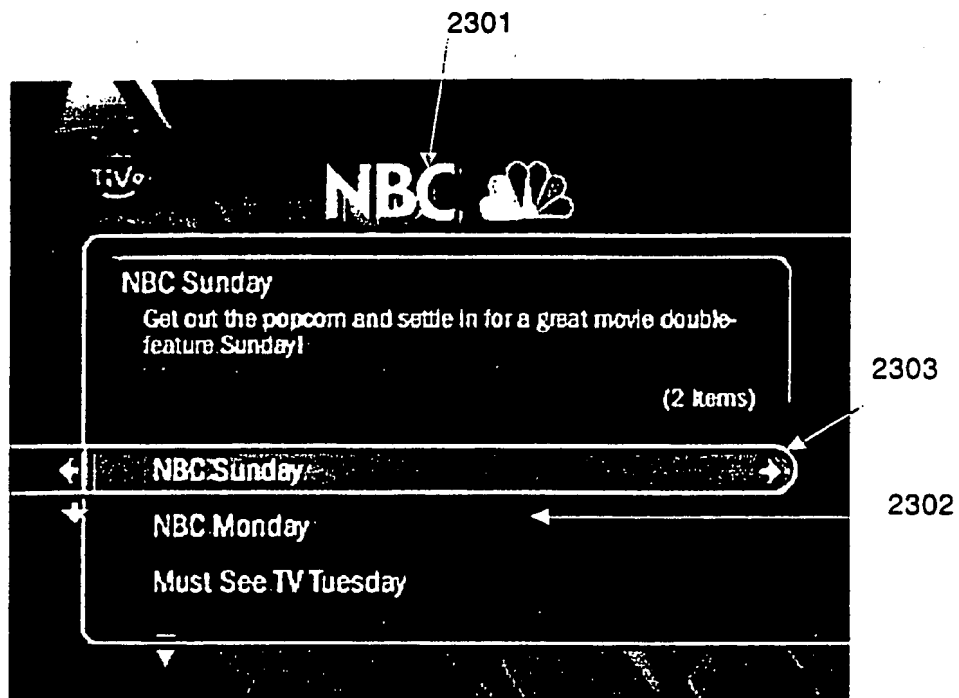 2301
TiVo
NBC
NBC Sunday
Get out the popcorn and settle in for a great movie double-
feature Sunday!
2303
(2 items)
NBC Sunday
2302
NBC Monday
Must See TV Tuesday